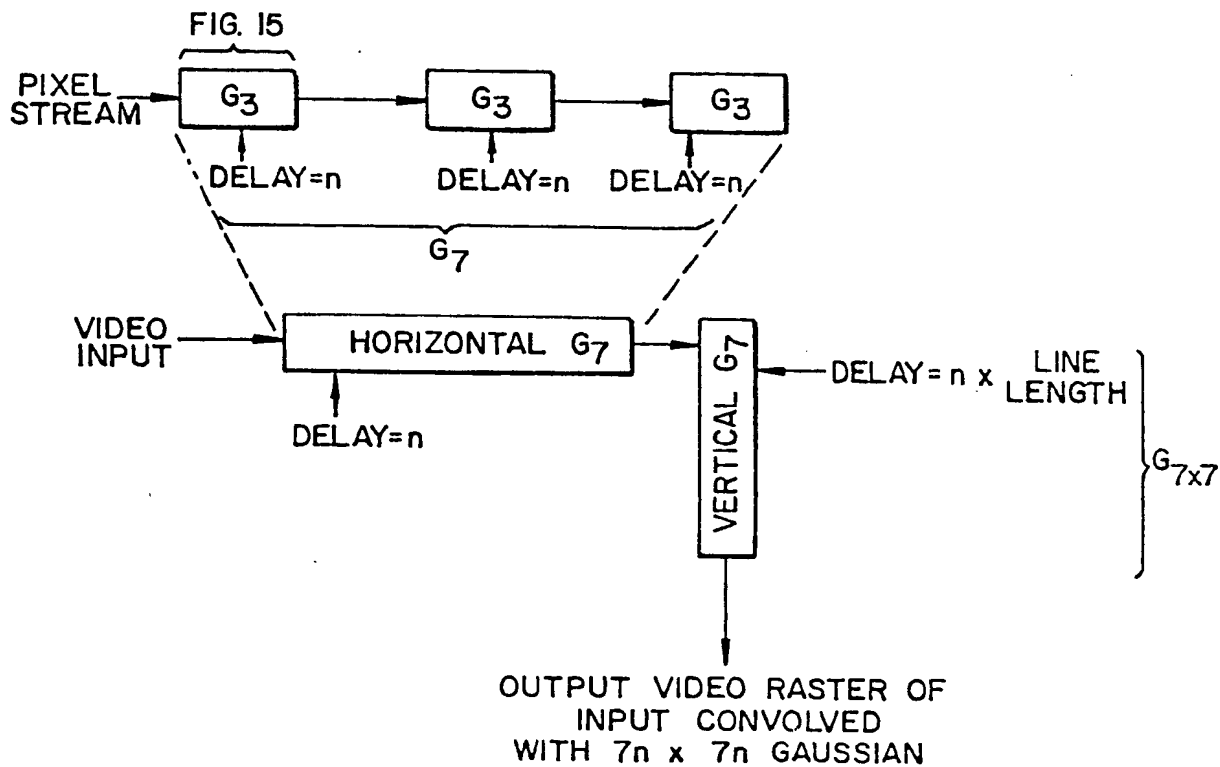 FIG. 15
PIXEL
STREAM
G3
G3
G3
DELAY=n
DELAY=n
DELAY=n
G7
VIDEO
INPUT
HORIZONTAL G7
VERTICAL G7
DELAY=n x LINE
LENGTH
DELAY=n
G7x7
OUTPUT VIDEO RASTER OF
INPUT CONVOLVED
WITH 7n x 7n GAUSSIAN